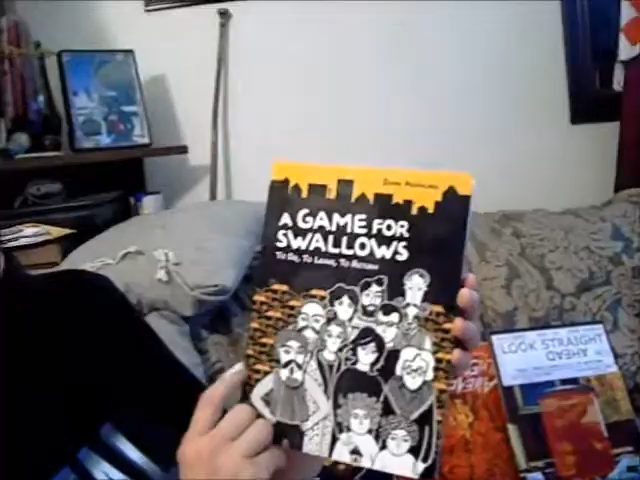 A GAME FOR
SWALLOWS
TO DIE, TO LEAVE, TO RETURN
LOOK STRAIGHT
AHEAD